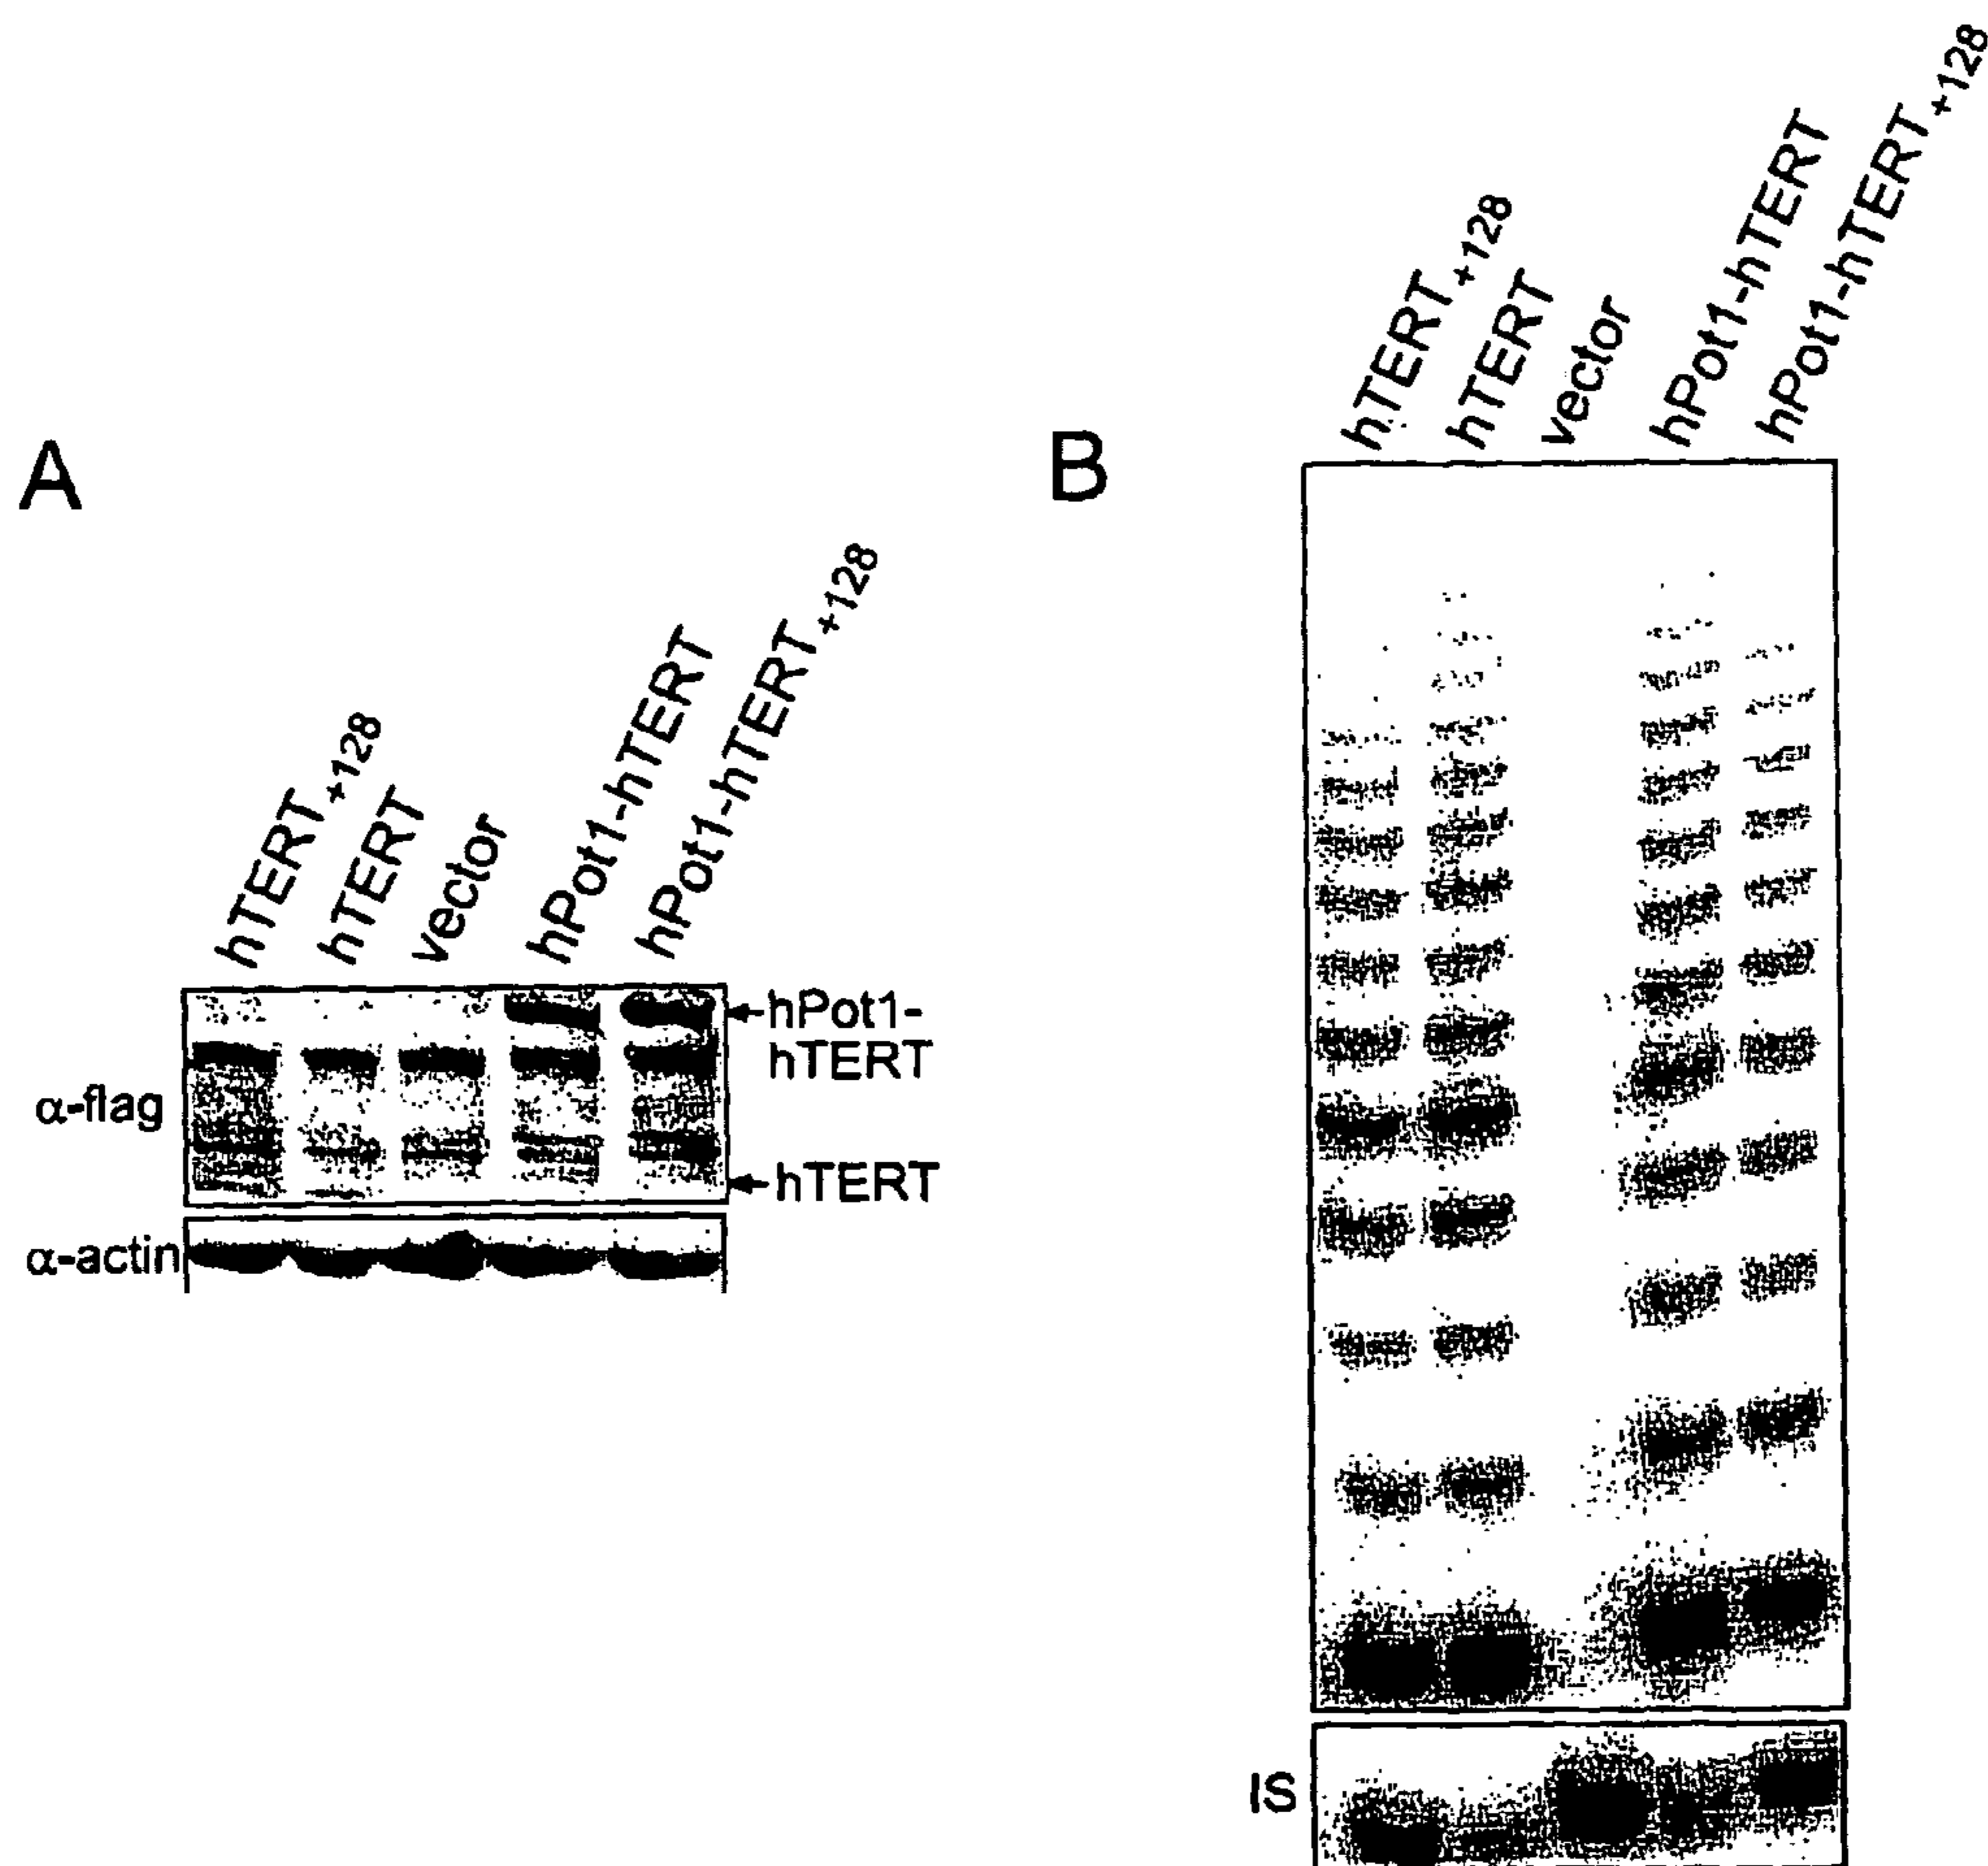 A
hTERT+128
hTERT
vector
hPot1-hTERT
hPot1-hTERT+128
α-flag
hPot1-
hTERT
hTERT
α-actin
B
hTERT+128
hTERT
vector
hPot1-hTERT
hPot1-hTERT+128
IS